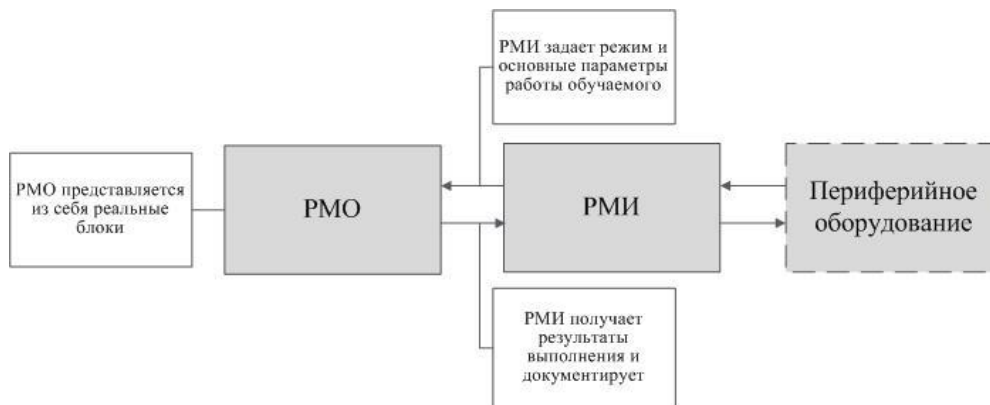 РМИ задает режим и
основные параметры
работы обучаемого
РМО представляется
из себя реальные
блоки
РМО
РМИ
Периферийное
оборудование
РМИ получает
результаты
выполнения и
документирует